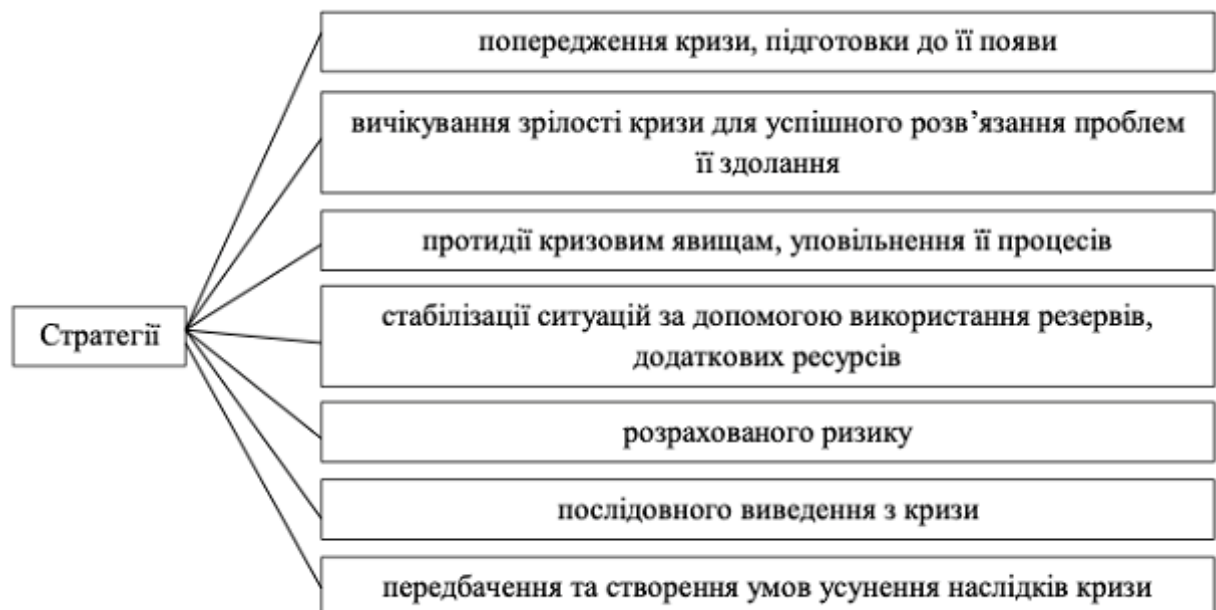 попередження кризи, підготовки до її появи
вичікування зрілості кризи для успішного розв’язання проблем
її здолання
протидії кризовим явищам, уповільнення її процесів
Стратегії
стабілізації ситуацій за допомогою використання резервів,
додаткових ресурсів
розрахованого ризику
послідовного виведення з кризи
передбачення та створення умов усунення наслідків кризи